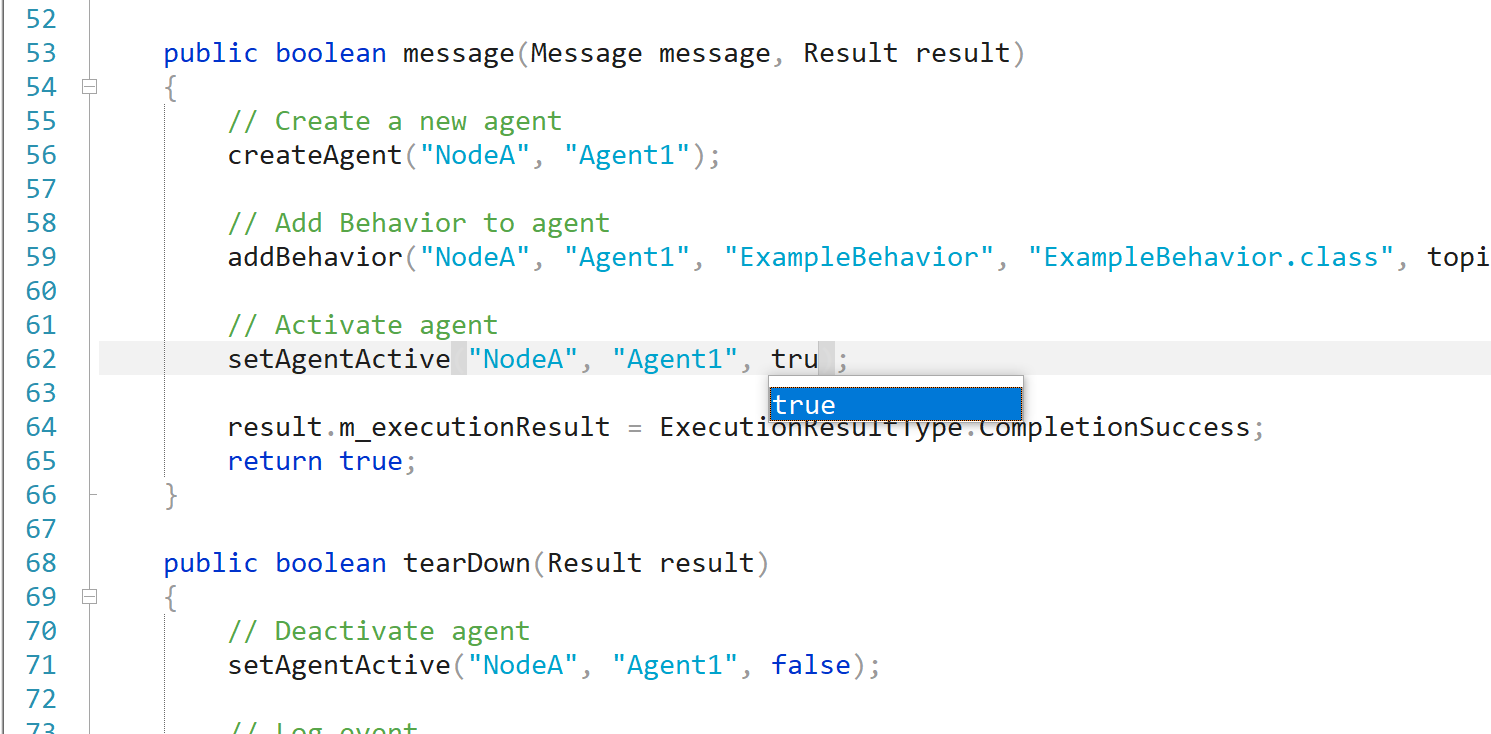 52
53 public boolean message(Message message, Result result)
54 {
55 // Create a new agent
56 createAgent("NodeA", "Agent1");
57
58 // Add Behavior to agent
59 addBehavior("NodeA", "Agent1", "ExampleBehavior", "ExampleBehavior.class", topi
60
61 // Activate agent
62 setAgentActive "NodeA", "Agent1", tru ;
true
63
64 result.m_executionResult = ExecutionResultType.CompletionSuccess;
65 return true;
66 }
67
68 public boolean tearDown(Result result)
69 {
70 // Deactivate agent
71 setAgentActive("NodeA", "Agent1", false);
72
73 // Log event